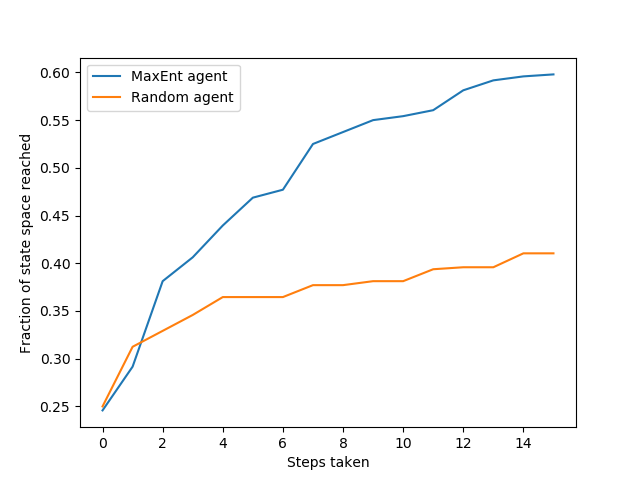 MaxEnt agent
Random agent
Fraction of state space reached
0.60
0.55
0.50
0.45
0.40
0.35
0.30
0.25
0 2 4 6 8 10 12 14
Steps taken